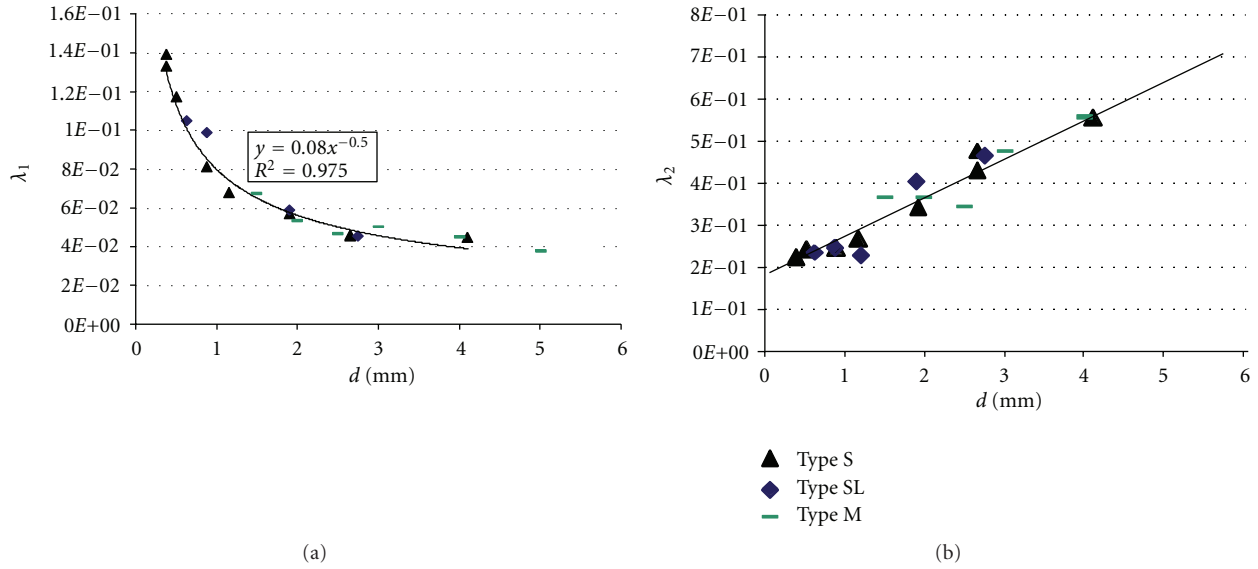 1.6E−01
1.4E−01
1.2E−01
1E−01
8E−02
6E−02
4E−02
2E−02
0E+00
λ1
y = 0.08x^−0.5
R² = 0.975
0 1 2 3 4 5 6
d (mm)
(a)
8E−01
7E−01
6E−01
5E−01
4E−01
3E−01
2E−01
1E−01
0E+00
λ2
0 1 2 3 4 5 6
d (mm)
Type S
Type SL
Type M
(b)